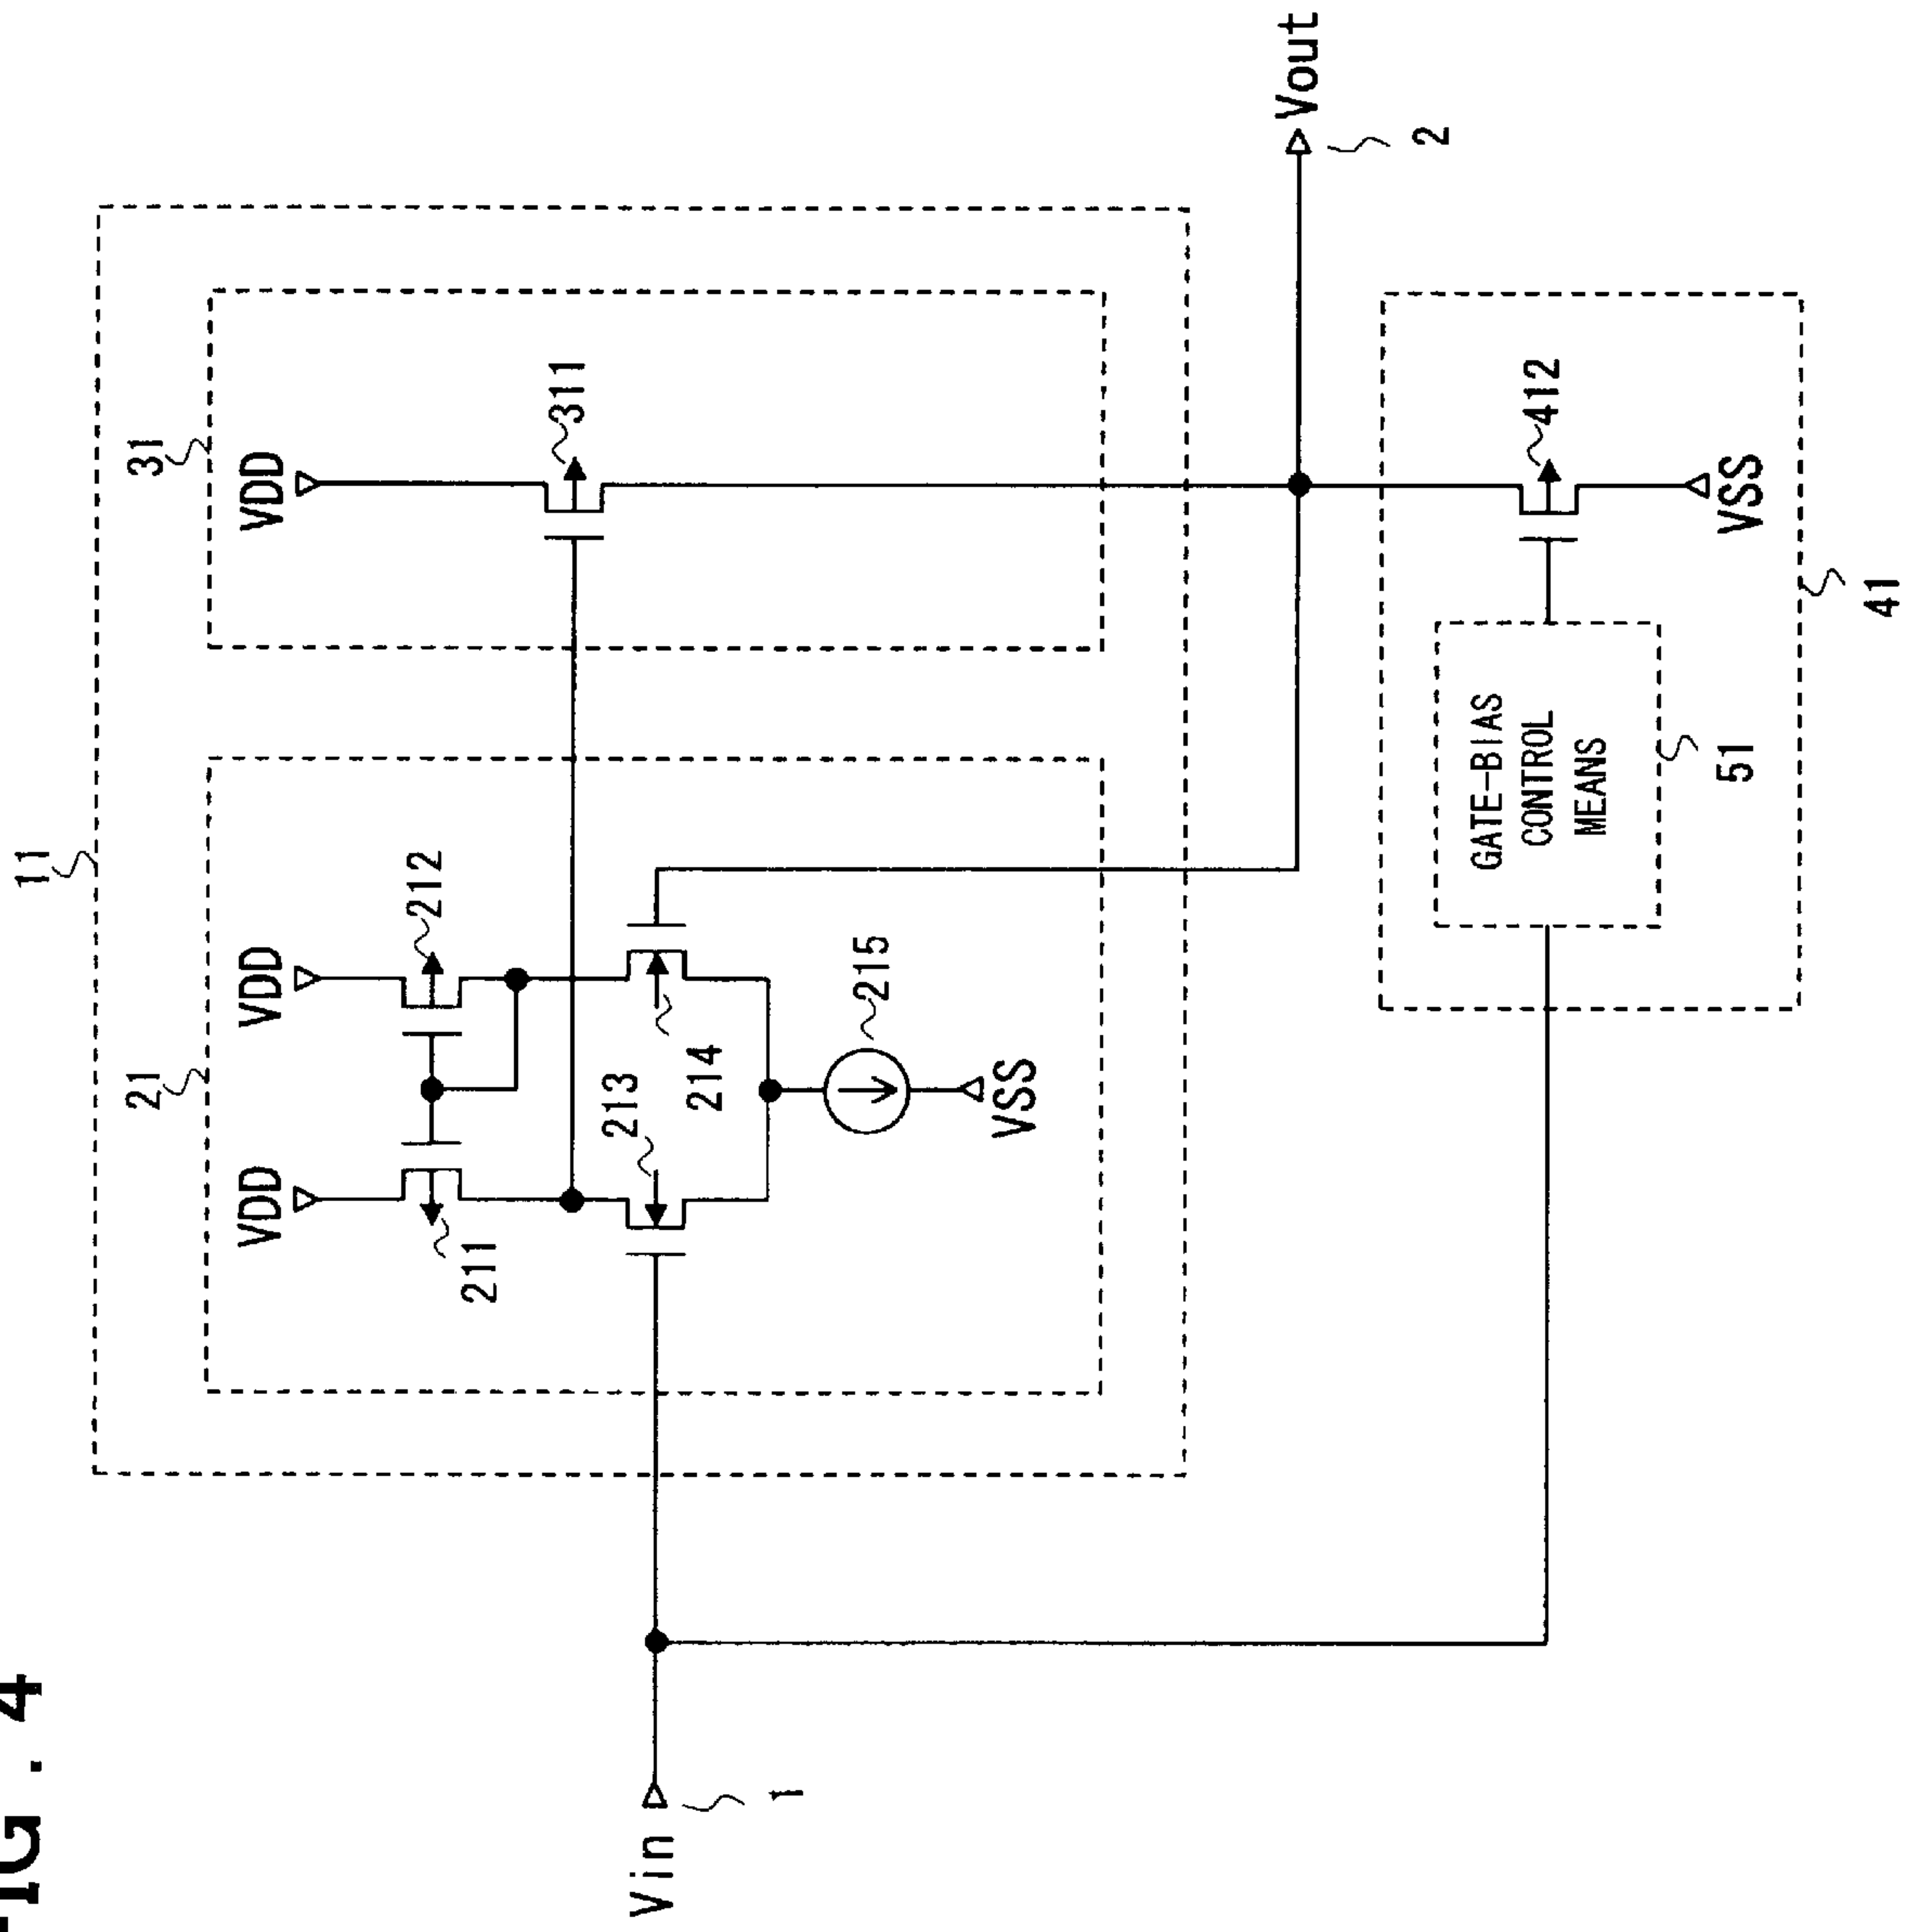 FIG. 4
11
21
31
VDD
VDD
VDD
211
212
311
213
214
215
VSS
Vin
1
Vout
2
GATE-BIAS
CONTROL
MEANS
51
412
VSS
41